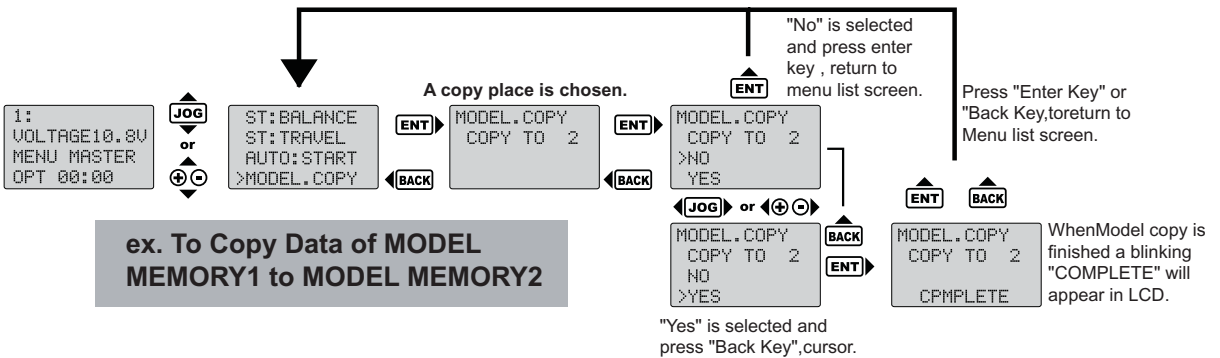 "No" is selected
and press enter
key , return to
menu list screen.
ENT
A copy place is chosen.
Press "Enter Key" or
"Back Key,toreturn to
Menu list screen.
1:
VOLTAGE10.8V
MENU MASTER
OPT 00:00
JOG
or
ST:BALANCE
ST:TRAVEL
AUTO:START
>MODEL.COPY
ENT
BACK
MODEL.COPY
COPY TO 2
ENT
BACK
MODEL.COPY
COPY TO 2
>NO
YES
JOG or
MODEL.COPY
COPY TO 2
NO
>YES
BACK
ENT
ENT BACK
MODEL.COPY
COPY TO 2
CPMPLETE
WhenModel copy is
finished a blinking
"COMPLETE" will
appear in LCD.
ex. To Copy Data of MODEL
MEMORY1 to MODEL MEMORY2
"Yes" is selected and
press "Back Key",cursor.